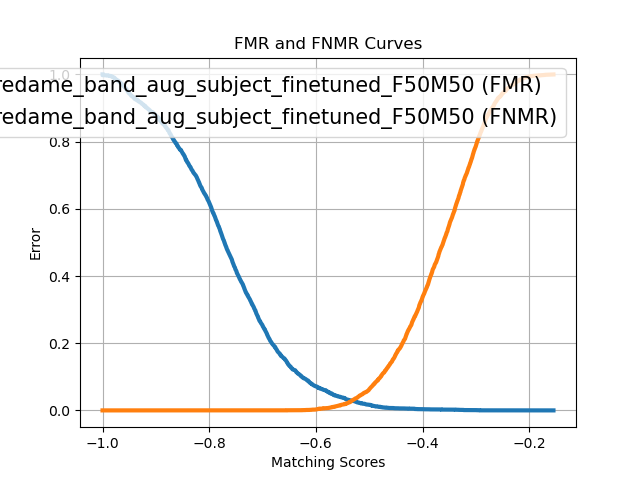 FMR and FNMR Curves
redame_band_aug_subject_finetuned_F50M50 (FMR)
redame_band_aug_subject_finetuned_F50M50 (FNMR)
1.0
0.8
0.6
0.4
0.2
0.0
Error
−1.0 −0.8 −0.6 −0.4 −0.2
Matching Scores